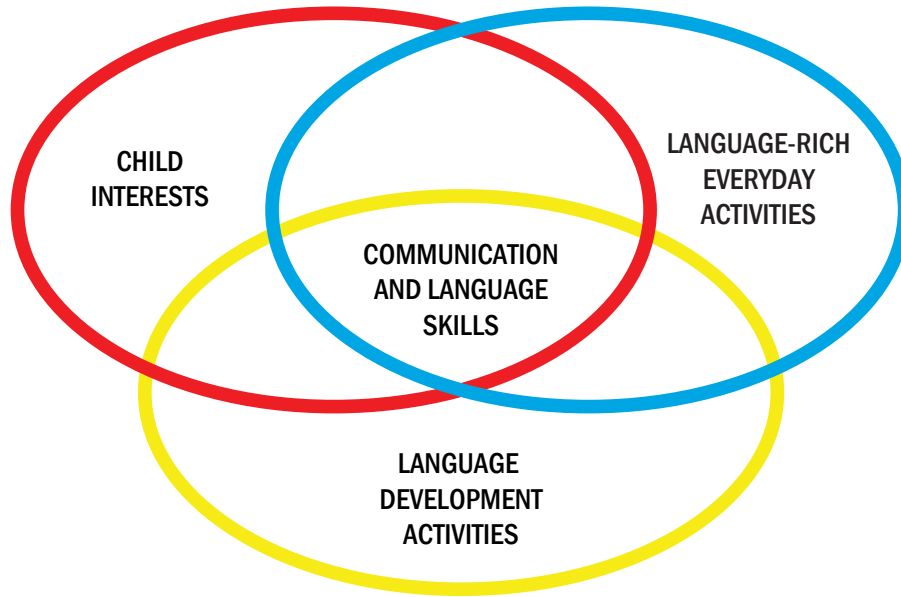 CHILD
INTERESTS
LANGUAGE-RICH
EVERYDAY
ACTIVITIES
COMMUNICATION
AND LANGUAGE
SKILLS
LANGUAGE
DEVELOPMENT
ACTIVITIES